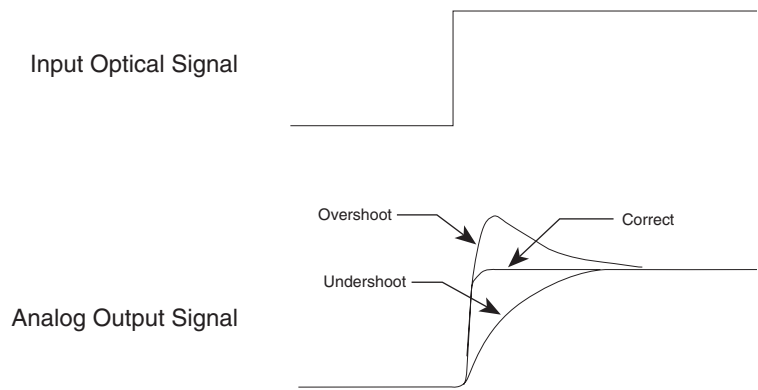 Input Optical Signal
Overshoot
Correct
Undershoot
Analog Output Signal